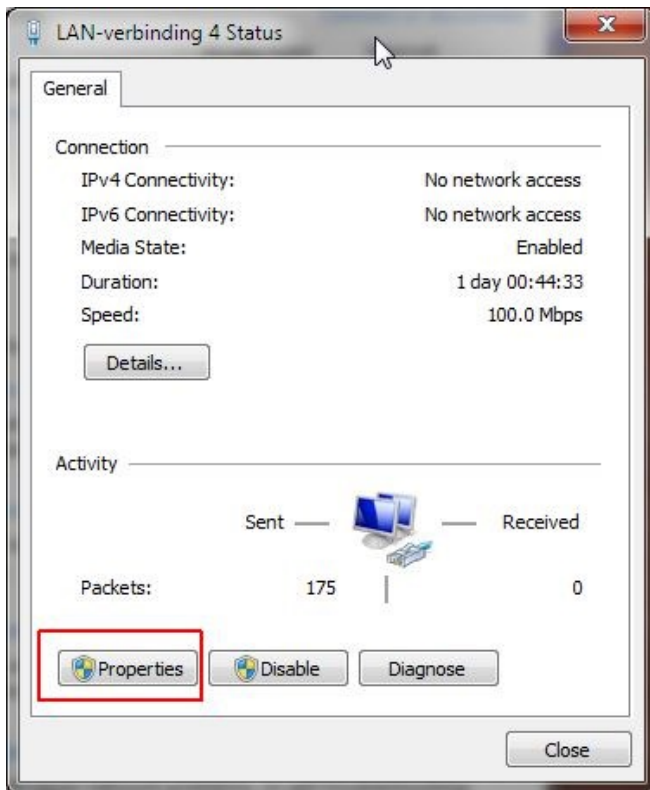 LAN-verbinding 4 Status
General
Connection
IPv4 Connectivity: No network access
IPv6 Connectivity: No network access
Media State: Enabled
Duration: 1 day 00:44:33
Speed: 100.0 Mbps
Details...
Activity
Sent Received
Packets: 175 0
Properties Disable Diagnose
Close